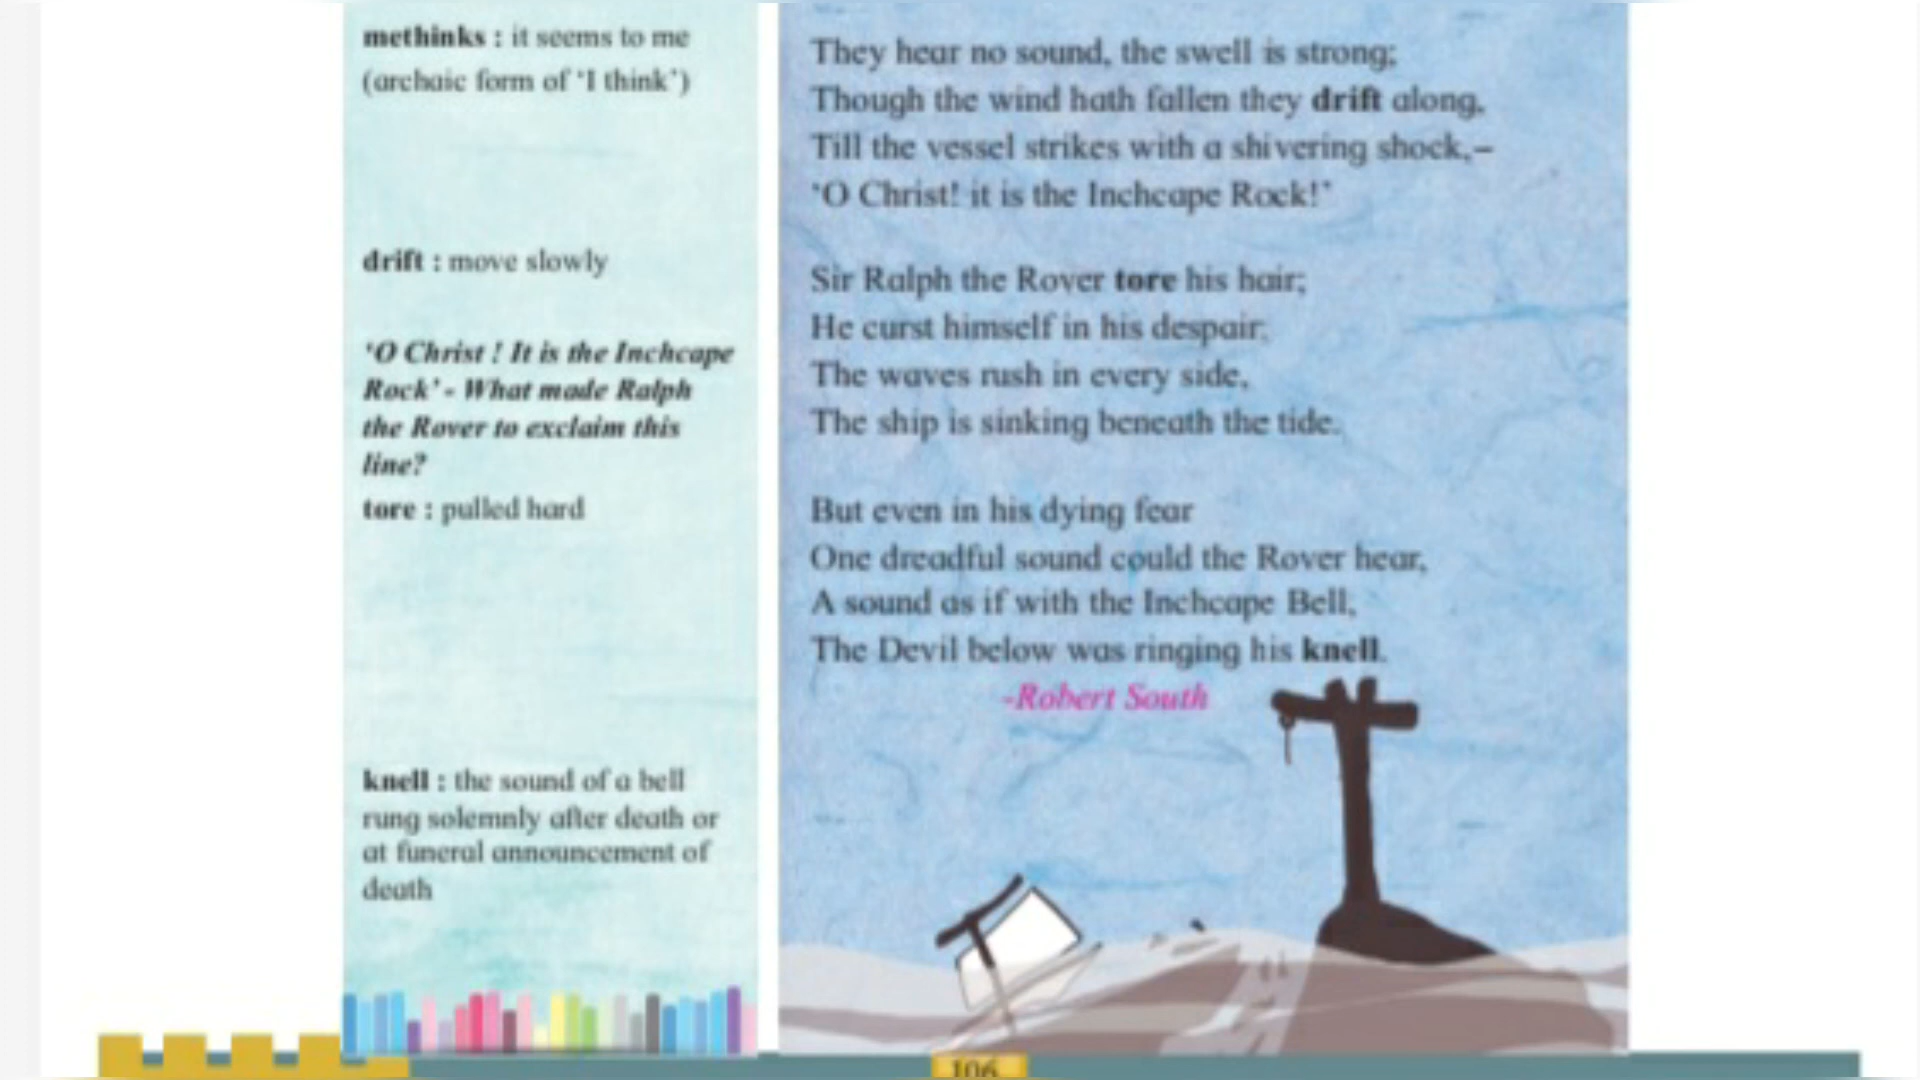 methinks : it seems to me
(archaic form of ‘I think’)
drift : move slowly
‘O Christ ! It is the Inchcape
Rock’ - What made Ralph
the Rover to exclaim this
line?
tore : pulled hard
knell : the sound of a bell
rung solemnly after death or
at funeral announcement of
death
They hear no sound, the swell is strong;
Though the wind hath fallen they drift along,
Till the vessel strikes with a shivering shock,–
‘O Christ! it is the Inchcape Rock!’
Sir Ralph the Rover tore his hair;
He curst himself in his despair;
The waves rush in every side,
The ship is sinking beneath the tide.
But even in his dying fear
One dreadful sound could the Rover hear,
A sound as if with the Inchcape Bell,
The Devil below was ringing his knell.
-Robert South
106